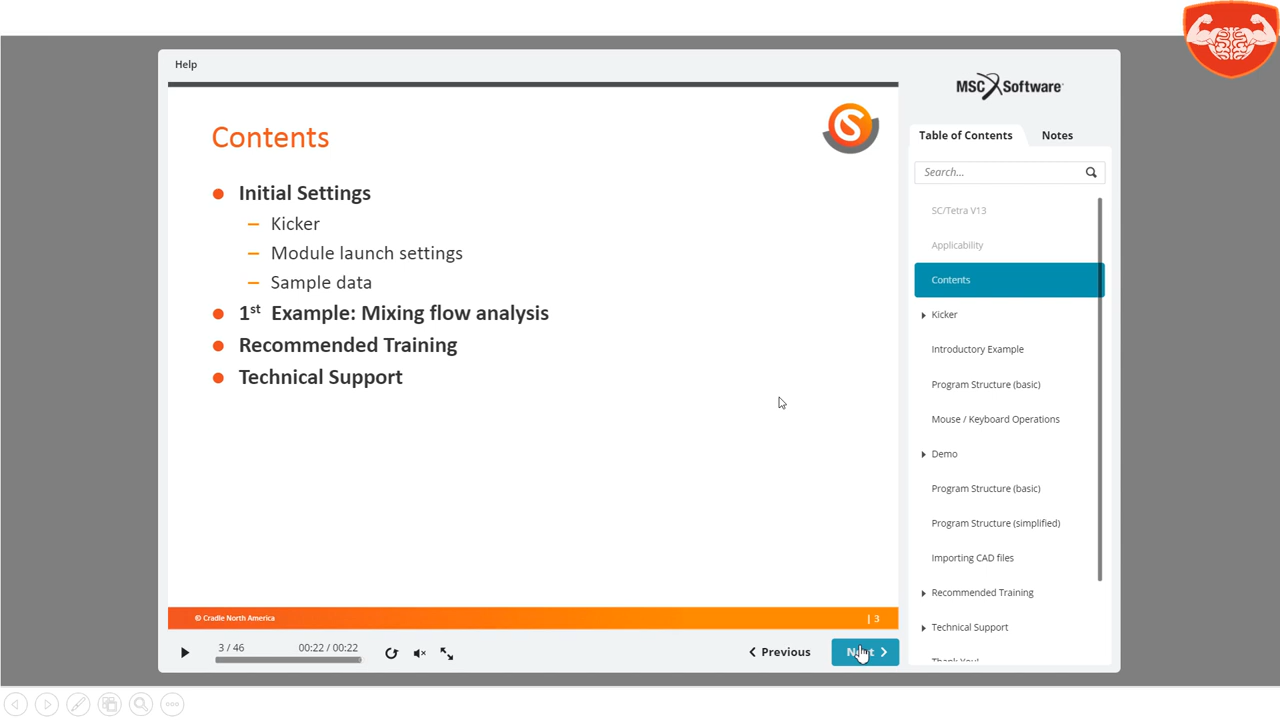 Help
MSC Software
Table of Contents
Notes
Search...
Contents
Initial Settings
– Kicker
– Module launch settings
– Sample data
1st Example: Mixing flow analysis
Recommended Training
Technical Support
SC/Tetra V13
Applicability
Contents
Kicker
Introductory Example
Program Structure (basic)
Mouse / Keyboard Operations
Demo
Program Structure (basic)
Program Structure (simplified)
Importing CAD files
Recommended Training
Technical Support
Thank You!
© Cradle North America
| 3
3 / 46
00:22 / 00:22
Previous
Next